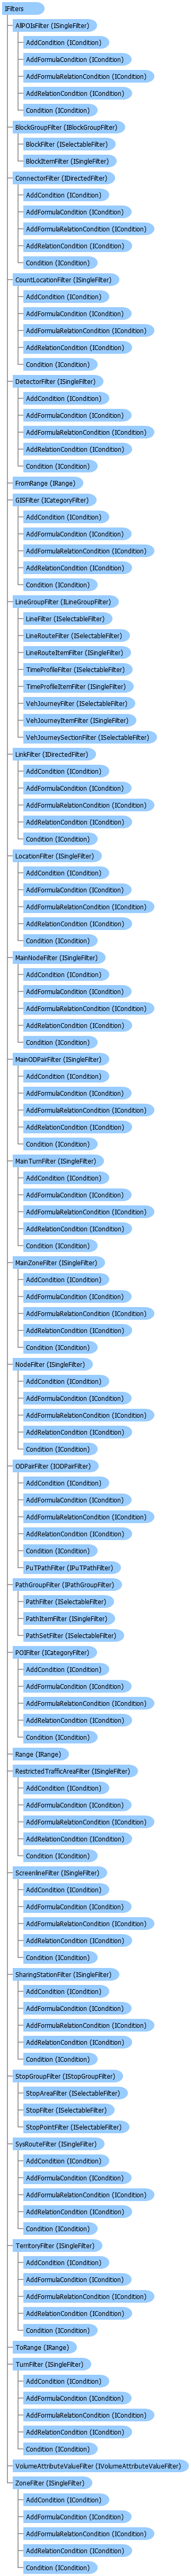 IFilters
AllPOIsFilter (ISingleFilter)
AddCondition (ICondition)
AddFormulaCondition (ICondition)
AddFormulaRelationCondition (ICondition)
AddRelationCondition (ICondition)
Condition (ICondition)
BlockGroupFilter (IBlockGroupFilter)
BlockFilter (ISelectableFilter)
BlockItemFilter (ISingleFilter)
ConnectorFilter (IDirectedFilter)
AddCondition (ICondition)
AddFormulaCondition (ICondition)
AddFormulaRelationCondition (ICondition)
AddRelationCondition (ICondition)
Condition (ICondition)
CountLocationFilter (ISingleFilter)
AddCondition (ICondition)
AddFormulaCondition (ICondition)
AddFormulaRelationCondition (ICondition)
AddRelationCondition (ICondition)
Condition (ICondition)
DetectorFilter (ISingleFilter)
AddCondition (ICondition)
AddFormulaCondition (ICondition)
AddFormulaRelationCondition (ICondition)
AddRelationCondition (ICondition)
Condition (ICondition)
FromRange (IRange)
GISFilter (ICategoryFilter)
AddCondition (ICondition)
AddFormulaCondition (ICondition)
AddFormulaRelationCondition (ICondition)
AddRelationCondition (ICondition)
Condition (ICondition)
LineGroupFilter (ILineGroupFilter)
LineFilter (ISelectableFilter)
LineRouteFilter (ISelectableFilter)
LineRouteItemFilter (ISingleFilter)
TimeProfileFilter (ISelectableFilter)
TimeProfileItemFilter (ISingleFilter)
VehJourneyFilter (ISelectableFilter)
VehJourneyItemFilter (ISingleFilter)
VehJourneySectionFilter (ISelectableFilter)
LinkFilter (IDirectedFilter)
AddCondition (ICondition)
AddFormulaCondition (ICondition)
AddFormulaRelationCondition (ICondition)
AddRelationCondition (ICondition)
Condition (ICondition)
LocationFilter (ISingleFilter)
AddCondition (ICondition)
AddFormulaCondition (ICondition)
AddFormulaRelationCondition (ICondition)
AddRelationCondition (ICondition)
Condition (ICondition)
MainNodeFilter (ISingleFilter)
AddCondition (ICondition)
AddFormulaCondition (ICondition)
AddFormulaRelationCondition (ICondition)
AddRelationCondition (ICondition)
Condition (ICondition)
MainODPairFilter (ISingleFilter)
AddCondition (ICondition)
AddFormulaCondition (ICondition)
AddFormulaRelationCondition (ICondition)
AddRelationCondition (ICondition)
Condition (ICondition)
MainTurnFilter (ISingleFilter)
AddCondition (ICondition)
AddFormulaCondition (ICondition)
AddFormulaRelationCondition (ICondition)
AddRelationCondition (ICondition)
Condition (ICondition)
MainZoneFilter (ISingleFilter)
AddCondition (ICondition)
AddFormulaCondition (ICondition)
AddFormulaRelationCondition (ICondition)
AddRelationCondition (ICondition)
Condition (ICondition)
NodeFilter (ISingleFilter)
AddCondition (ICondition)
AddFormulaCondition (ICondition)
AddFormulaRelationCondition (ICondition)
AddRelationCondition (ICondition)
Condition (ICondition)
ODPairFilter (IODPairFilter)
AddCondition (ICondition)
AddFormulaCondition (ICondition)
AddFormulaRelationCondition (ICondition)
AddRelationCondition (ICondition)
Condition (ICondition)
PuTPathFilter (IPuTPathFilter)
PathGroupFilter (IPathGroupFilter)
PathFilter (ISelectableFilter)
PathItemFilter (ISingleFilter)
PathSetFilter (ISelectableFilter)
POIFilter (ICategoryFilter)
AddCondition (ICondition)
AddFormulaCondition (ICondition)
AddFormulaRelationCondition (ICondition)
AddRelationCondition (ICondition)
Condition (ICondition)
Range (IRange)
RestrictedTrafficAreaFilter (ISingleFilter)
AddCondition (ICondition)
AddFormulaCondition (ICondition)
AddFormulaRelationCondition (ICondition)
AddRelationCondition (ICondition)
Condition (ICondition)
ScreenlineFilter (ISingleFilter)
AddCondition (ICondition)
AddFormulaCondition (ICondition)
AddFormulaRelationCondition (ICondition)
AddRelationCondition (ICondition)
Condition (ICondition)
SharingStationFilter (ISingleFilter)
AddCondition (ICondition)
AddFormulaCondition (ICondition)
AddFormulaRelationCondition (ICondition)
AddRelationCondition (ICondition)
Condition (ICondition)
StopGroupFilter (IStopGroupFilter)
StopAreaFilter (ISelectableFilter)
StopFilter (ISelectableFilter)
StopPointFilter (ISelectableFilter)
SysRouteFilter (ISingleFilter)
AddCondition (ICondition)
AddFormulaCondition (ICondition)
AddFormulaRelationCondition (ICondition)
AddRelationCondition (ICondition)
Condition (ICondition)
TerritoryFilter (ISingleFilter)
AddCondition (ICondition)
AddFormulaCondition (ICondition)
AddFormulaRelationCondition (ICondition)
AddRelationCondition (ICondition)
Condition (ICondition)
ToRange (IRange)
TurnFilter (ISingleFilter)
AddCondition (ICondition)
AddFormulaCondition (ICondition)
AddFormulaRelationCondition (ICondition)
AddRelationCondition (ICondition)
Condition (ICondition)
VolumeAttributeValueFilter (IVolumeAttributeValueFilter)
ZoneFilter (ISingleFilter)
AddCondition (ICondition)
AddFormulaCondition (ICondition)
AddFormulaRelationCondition (ICondition)
AddRelationCondition (ICondition)
Condition (ICondition)